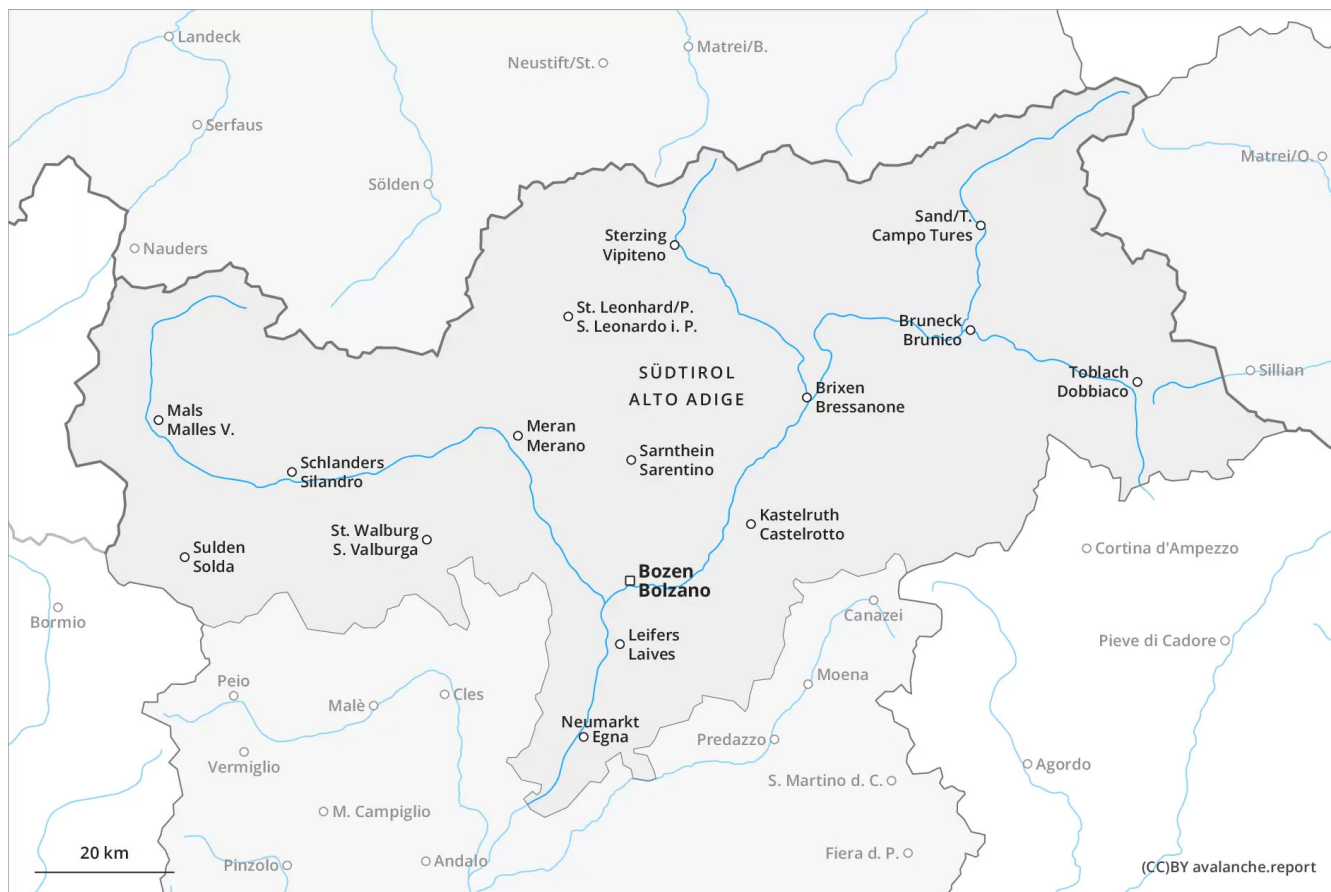 Landeck
Matrei/B.
Neustift/St.
Serfaus
Matrei/O.
Sölden
Sand/T.
Campo Tures
Sterzing
Vipiteno
Nauders
St. Leonhard/P.
S. Leonardo i. P.
Bruneck
Brunico
SÜDTIROL
ALTO ADIGE
Toblach
Dobbiaco
Sillian
Brixen
Bressanone
Mals
Malles V.
Meran
Merano
Sarnthein
Sarentino
Schlanders
Silandro
Kastelruth
Castelrotto
St. Walburg
S. Valburga
Sulden
Solda
Cortina d'Ampezzo
Bozen
Bolzano
Bormio
Canazei
Leifers
Laives
Pieve di Cadore
Peio
Moena
Cles
Malè
Neumarkt
Egna
Predazzo
Vermiglio
Agordo
S. Martino d. C.
M. Campiglio
20 km
Pinzolo
Andalo
Fiera d. P.
(CC)BY avalanche.report